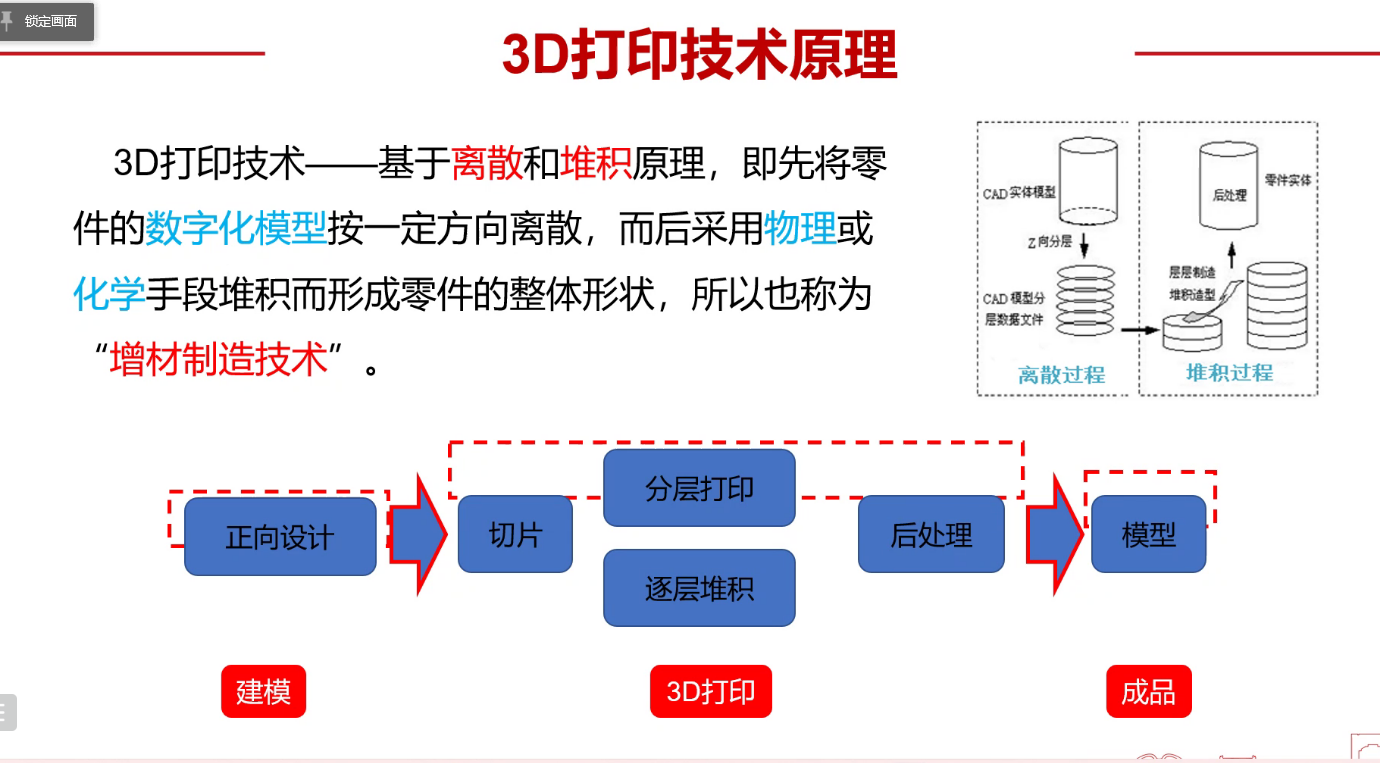 锁定画面
3D打印技术原理
3D打印技术——基于离散和堆积原理，即先将零
件的数字化模型按一定方向离散，而后采用物理或
化学手段堆积而形成零件的整体形状，所以也称为
“增材制造技术”。
CAD实体模型
Z向分层
CAD模型分
层数据文件
离散过程
后处理
零件实体
层层制造
堆积造型
堆积过程
正向设计
切片
分层打印
逐层堆积
后处理
模型
建模
3D打印
成品